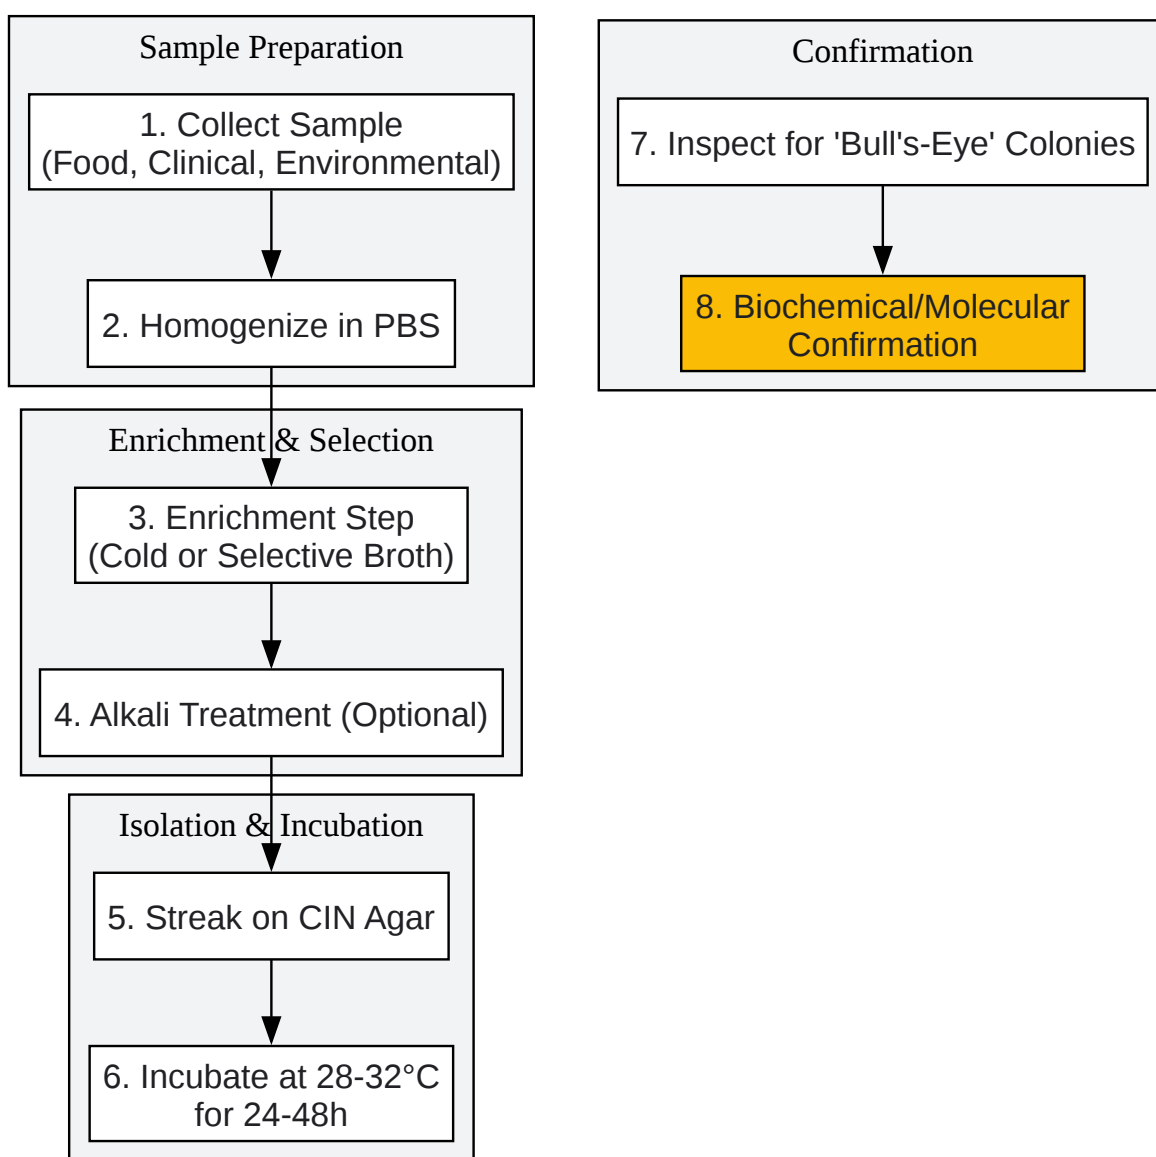 Sample Preparation
1. Collect Sample
(Food, Clinical, Environmental)
2. Homogenize in PBS
Enrichment & Selection
3. Enrichment Step
(Cold or Selective Broth)
4. Alkali Treatment (Optional)
Isolation & Incubation
5. Streak on CIN Agar
6. Incubate at 28-32°C
for 24-48h
Confirmation
7. Inspect for 'Bull's-Eye' Colonies
8. Biochemical/Molecular
Confirmation